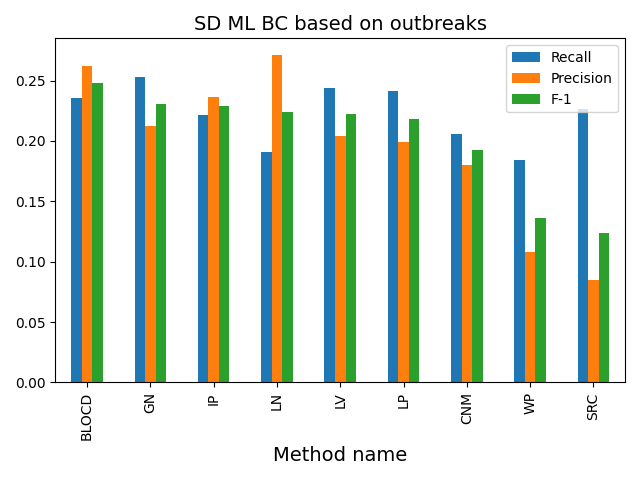 SD ML BC based on outbreaks
Recall
Precision
F-1
0.25
0.20
0.15
0.10
0.05
0.00
BLOCD
GN
IP
LN
LV
LP
CNM
WP
SRC
Method name